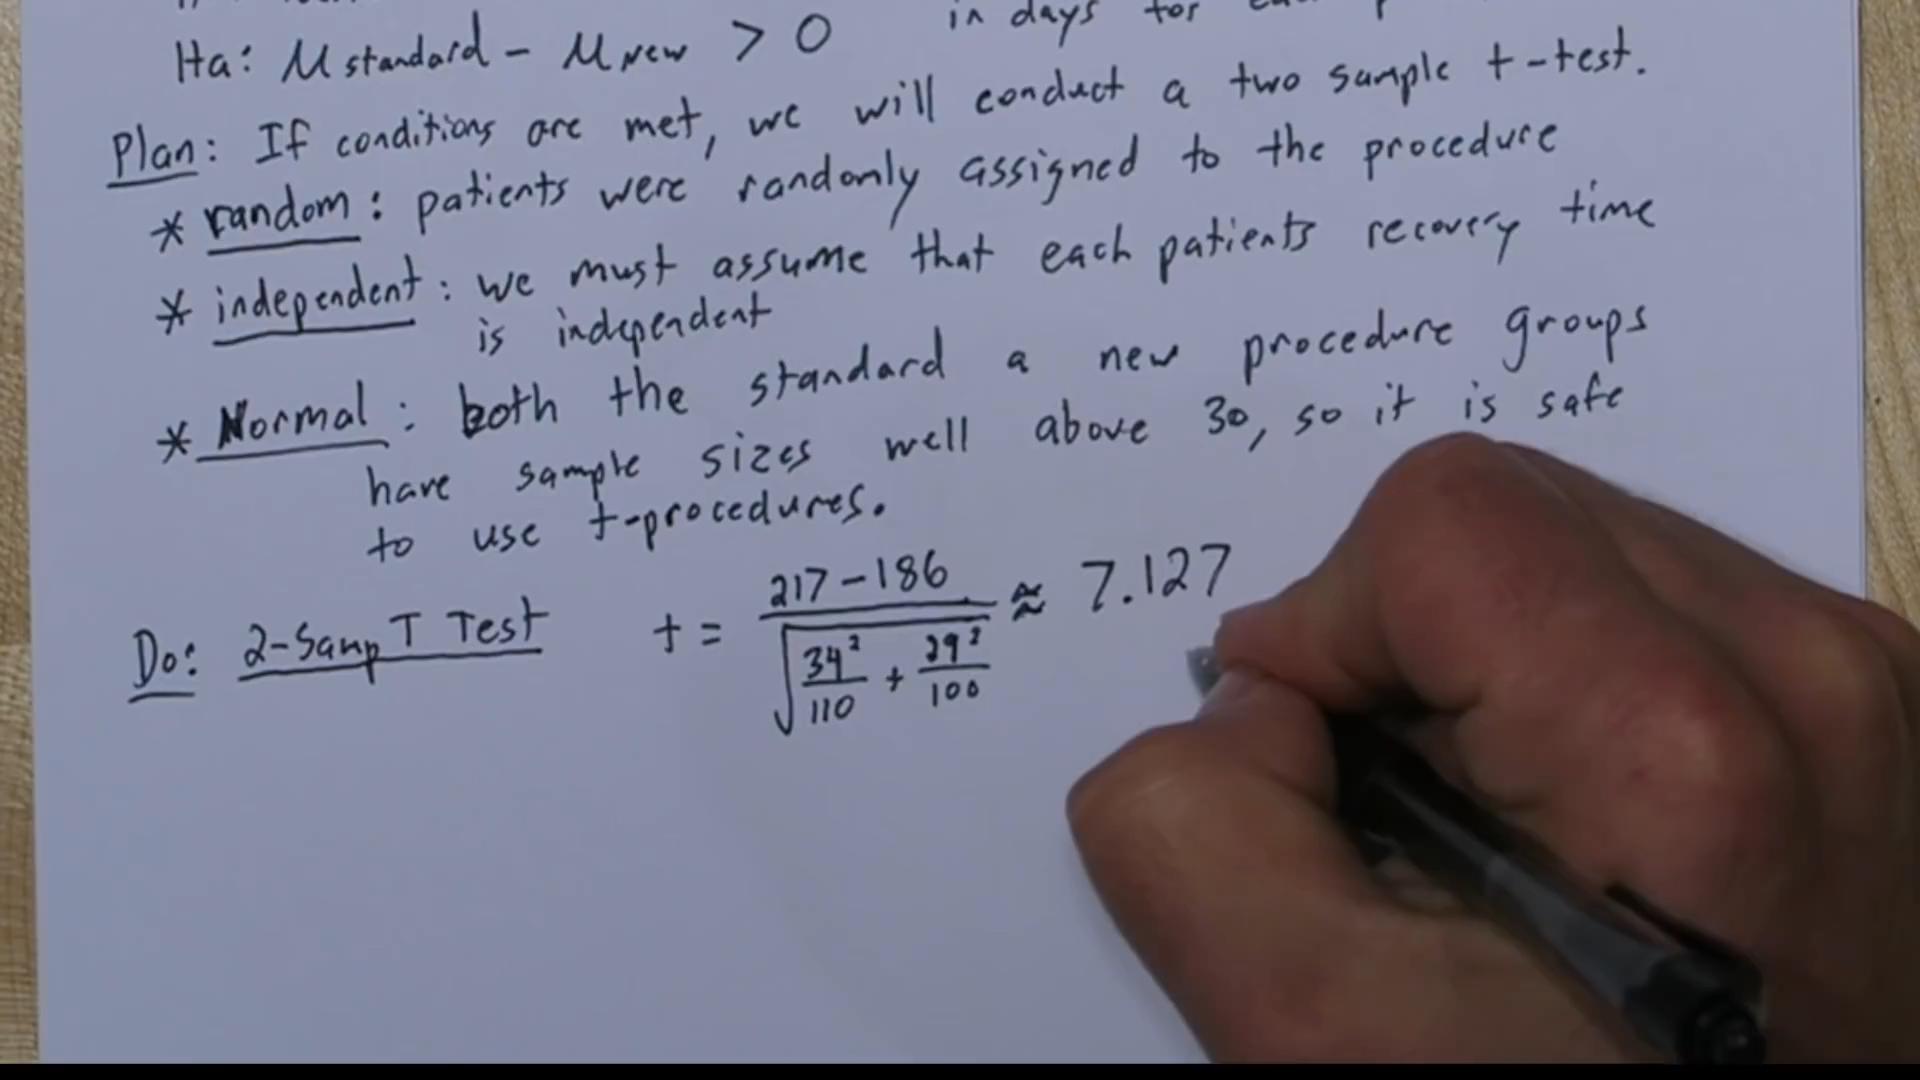 Ha: μ standard - μ new > 0
in days for
Plan: If conditions are met, we will conduct a two sample t-test.
* random: patients were randomly assigned to the procedure
* independent: we must assume that each patients recovery time
is independent
* Normal: both the standard a new procedure groups
have sample sizes well above 30, so it is safe
to use t-procedures.
Do: 2-Samp T Test t = (217-186)/√(34²/110 + 29²/100) ≈ 7.127